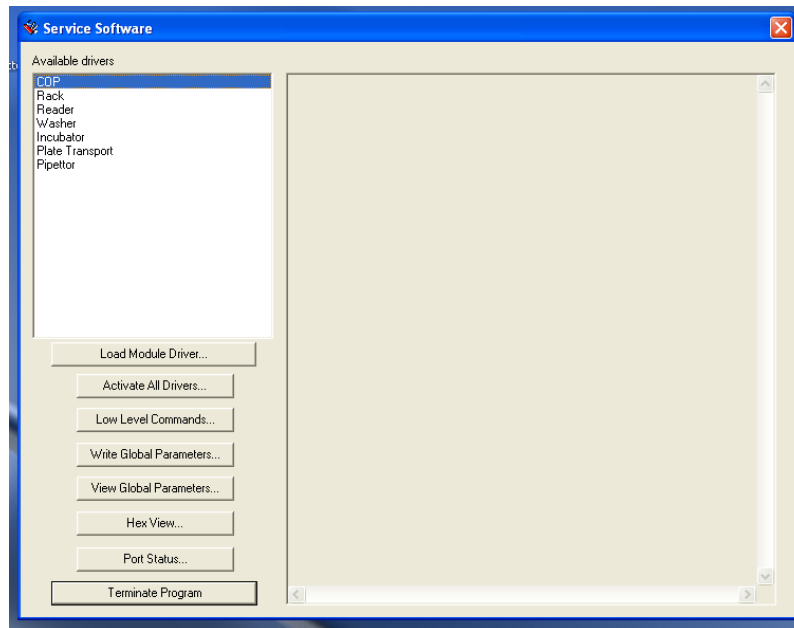 Service Software
Available drivers
COP
Rack
Reader
Washer
Incubator
Plate Transport
Pipettor
Load Module Driver...
Activate All Drivers...
Low Level Commands...
Write Global Parameters...
View Global Parameters...
Hex View...
Port Status...
Terminate Program